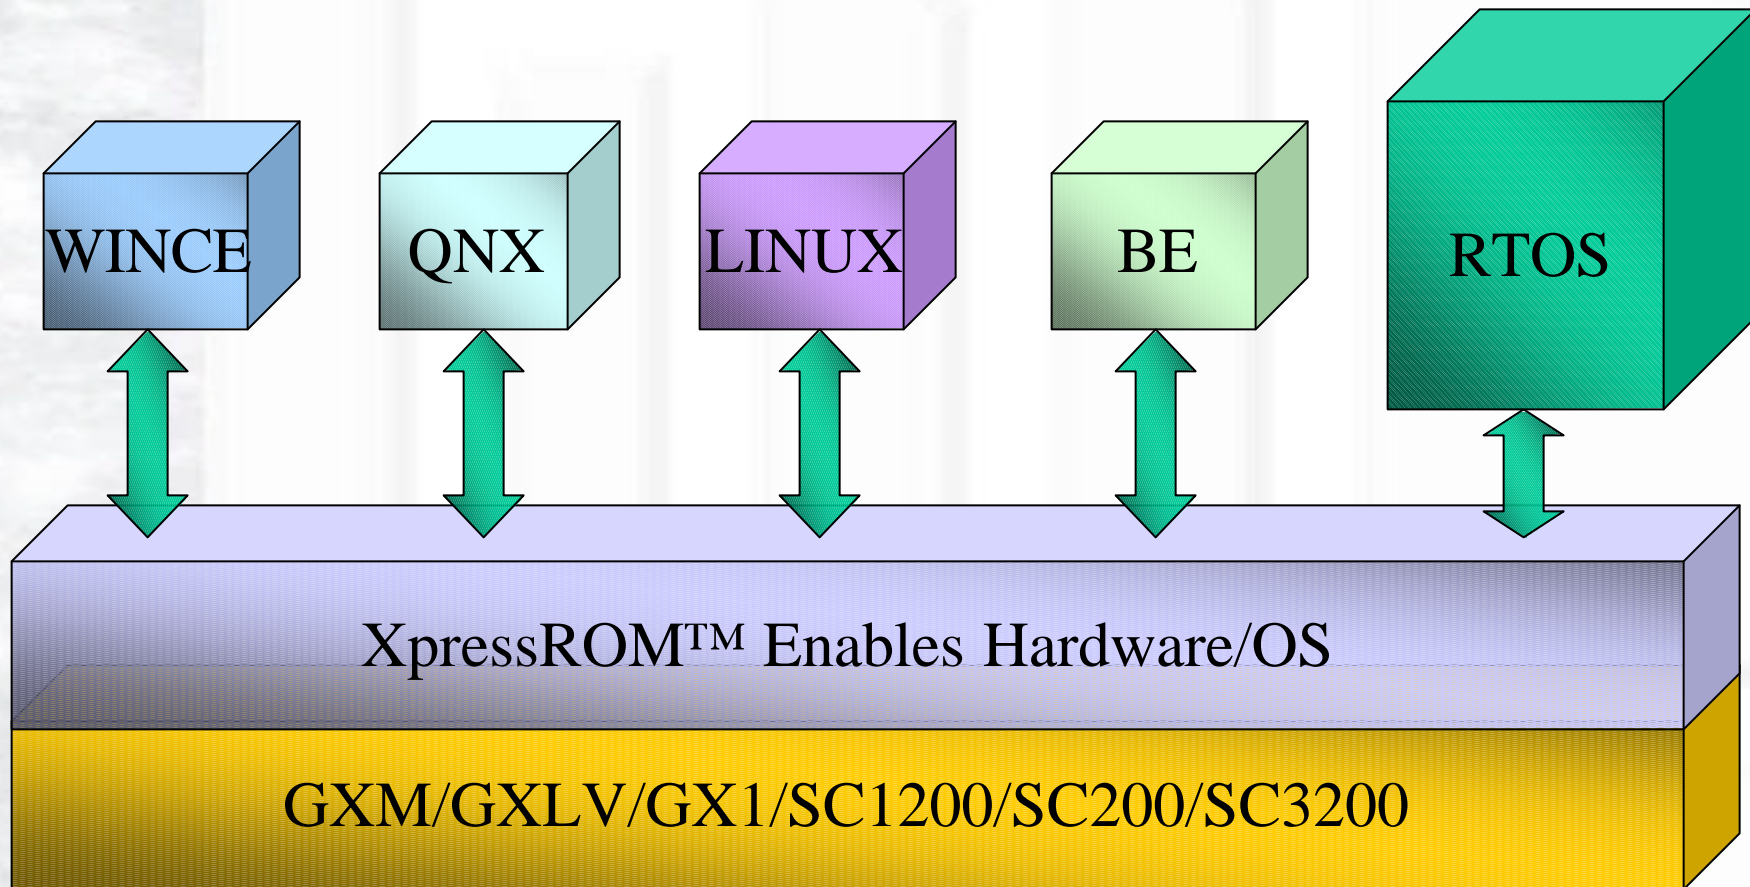 WINCE
QNX
LINUX
BE
RTOS
XpressROM™ Enables Hardware/OS
GXM/GXLV/GX1/SC1200/SC200/SC3200